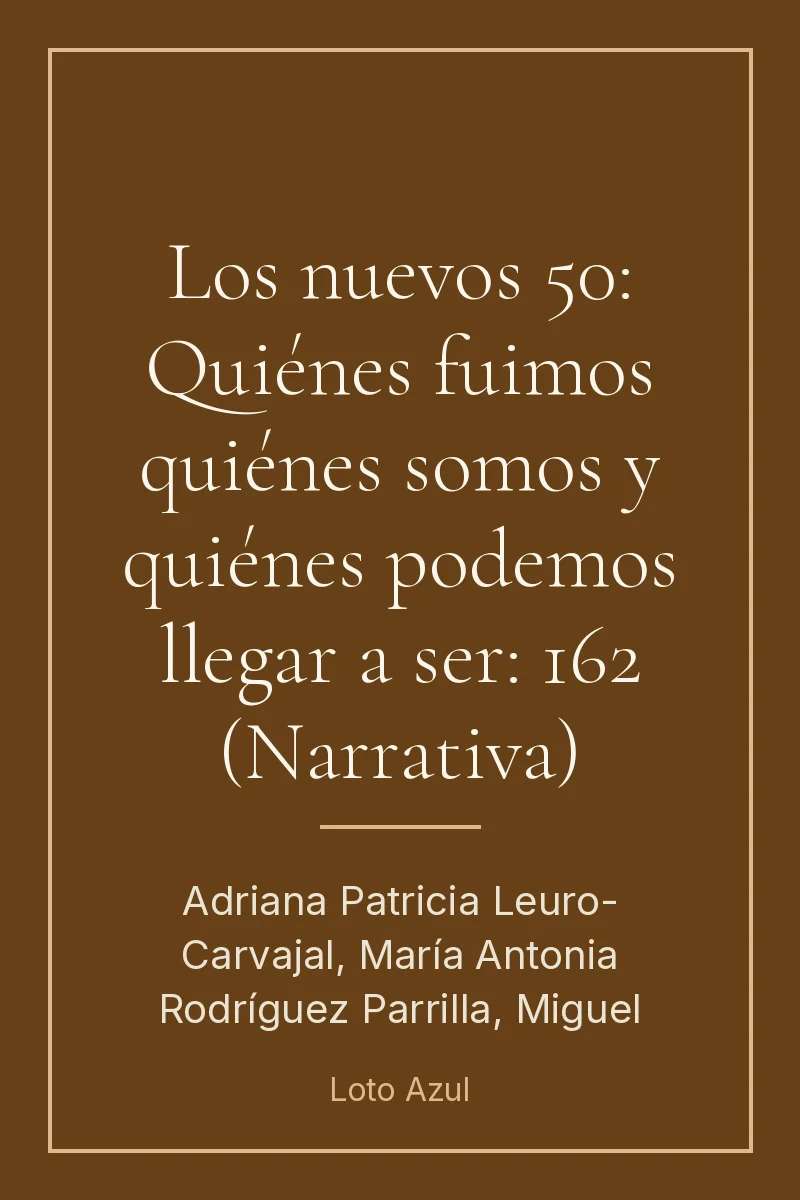 Los nuevos 50:
Quiénes fuimos
quiénes somos y
quiénes podemos
llegar a ser: 162
(Narrativa)
Adriana Patricia Leuro-
Carvajal, María Antonia
Rodríguez Parrilla, Miguel
Loto Azul